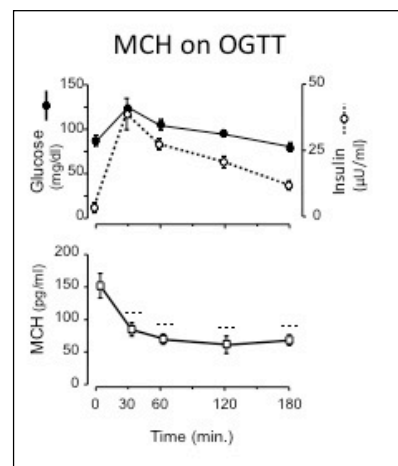 MCH on OGTT
Glucose
(mg/dl)
150
100
50
0
50
25
0
Insulin
(µU/ml)
MCH (pg/ml)
200
150
100
50
0
0 30 60 120 180
Time (min.)